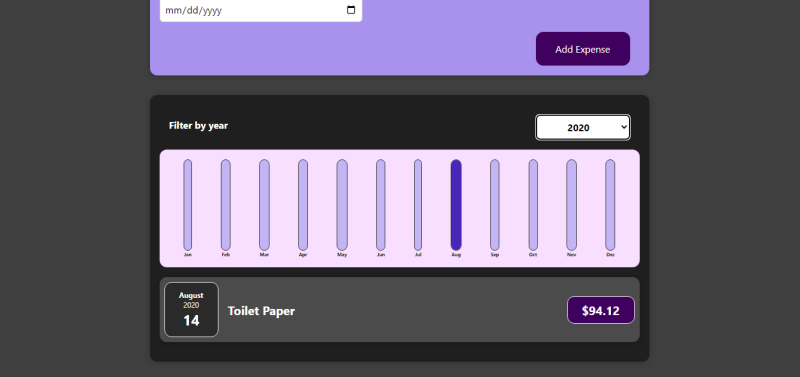 mm/dd/yyyy
Add Expense
Filter by year
2020
Jan Feb Mar Apr May Jun Jul Aug Sep Oct Nov Dec
August
2020
14
Toilet Paper
$94.12